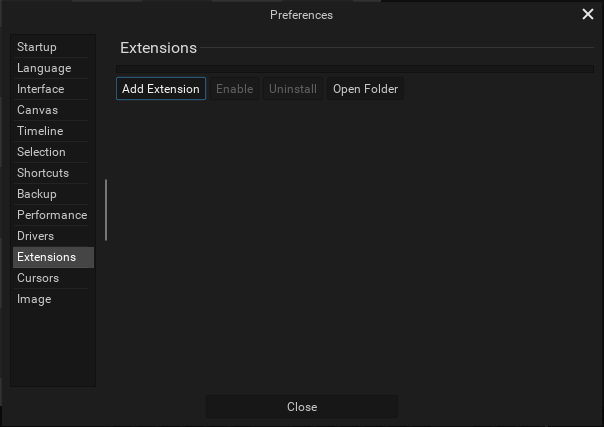 Preferences
Startup
Language
Interface
Canvas
Timeline
Selection
Shortcuts
Backup
Performance
Drivers
Extensions
Cursors
Image
Extensions
Add Extension Enable Uninstall Open Folder
Close